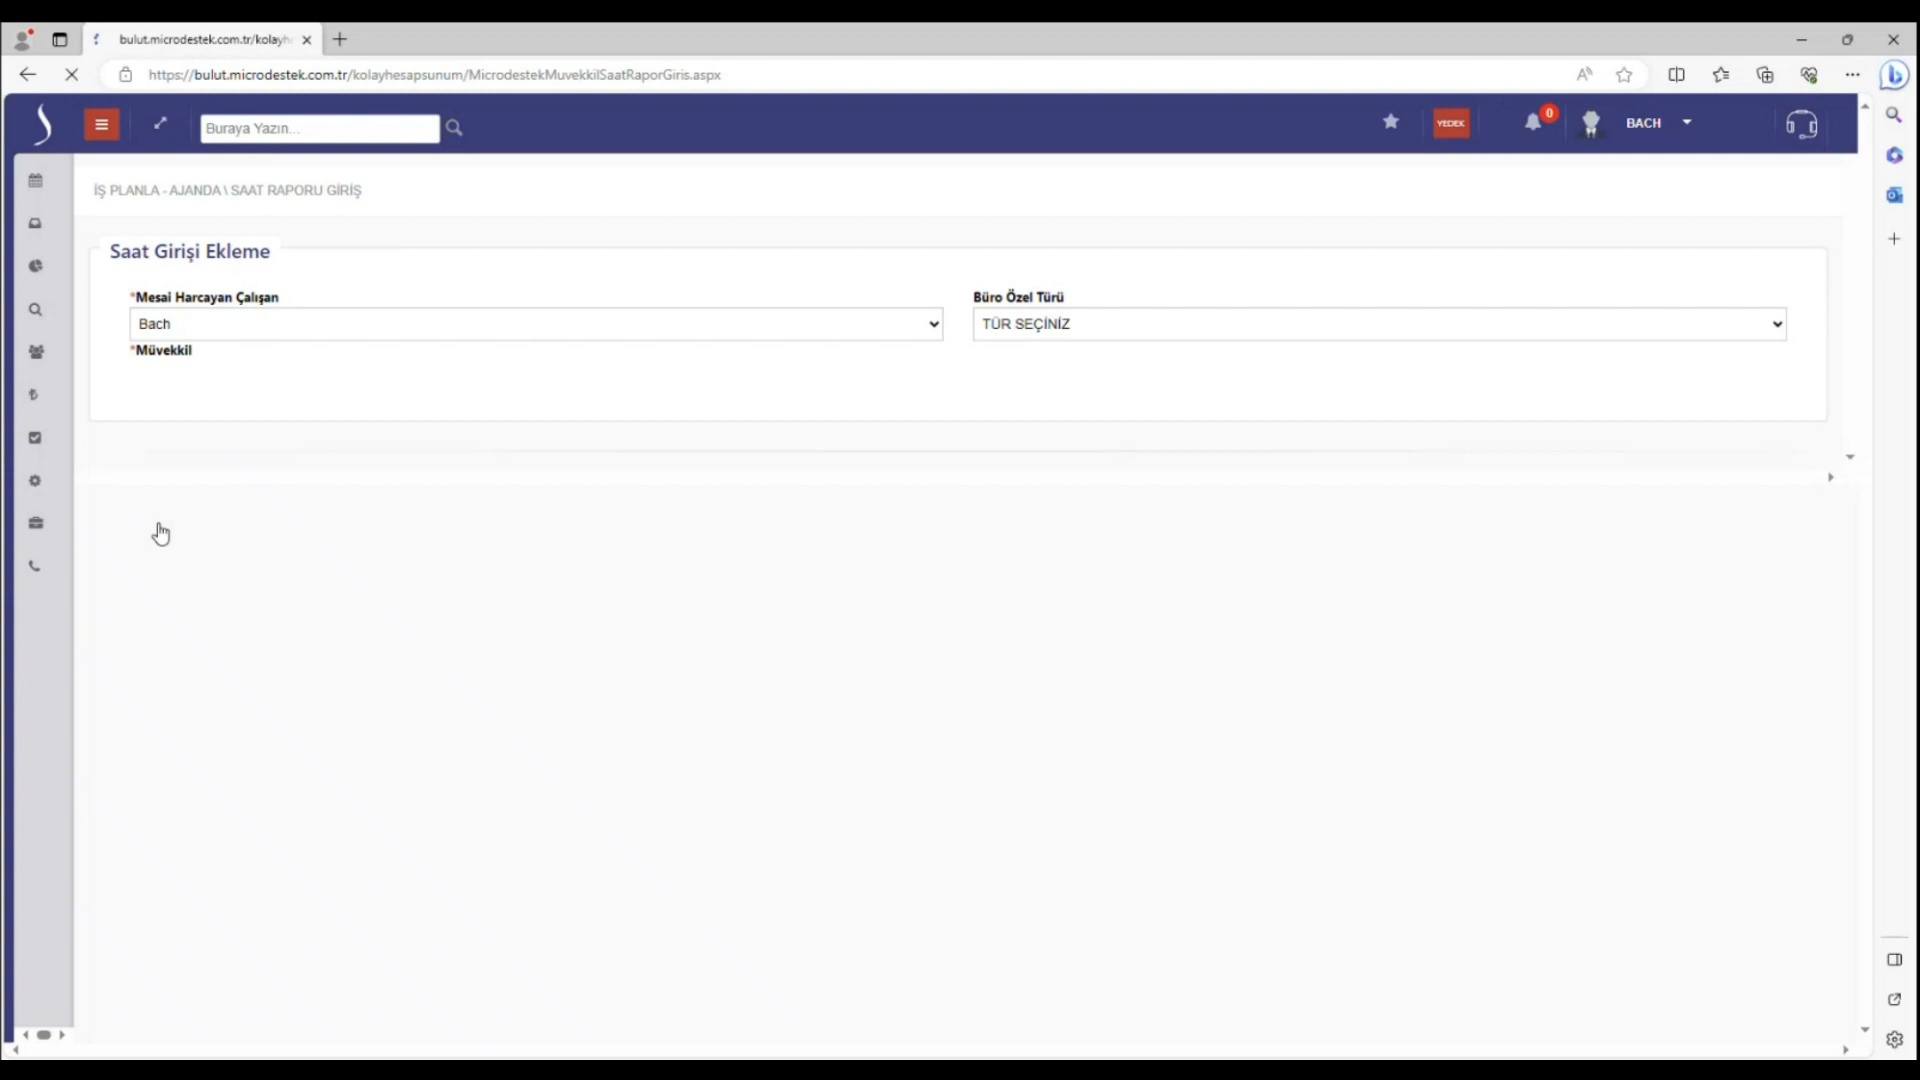 bulut.microdestek.com.tr/kolayh
https://bulut.microdestek.com.tr/kolayhesapsunum/MicrodestekMuvekkilSaatRaporGiris.aspx
Buraya Yazın...
YEDEK
0
BACH
İŞ PLANLA - AJANDA \ SAAT RAPORU GİRİŞ
Saat Girişi Ekleme
*Mesai Harcayan Çalışan
Büro Özel Türü
Bach
TÜR SEÇİNİZ
*Müvekkil